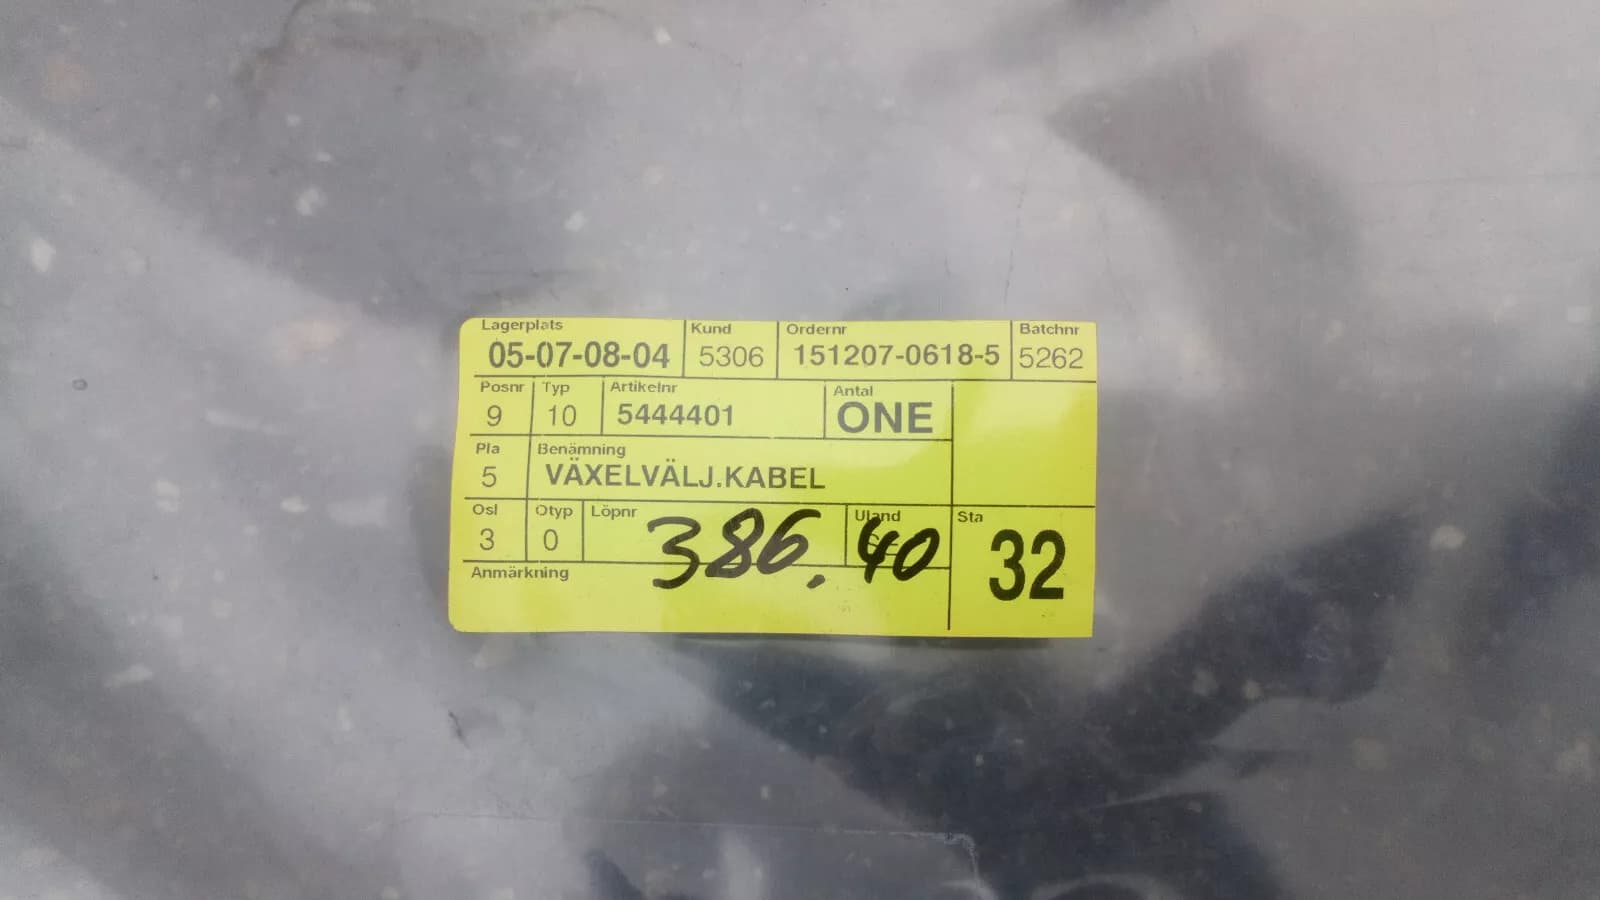 Lagerplats Kund Ordernr Batchnr
05-07-08-04 5306 151207-0618-5 5262
Posnr Typ Artikelnr Antal
9 10 5444401 ONE
Pla Benämning
5 VÄXELVÄLJ.KABEL
Osl Otyp Löpnr Uland Sta
3 0 386.40 32
Anmärkning